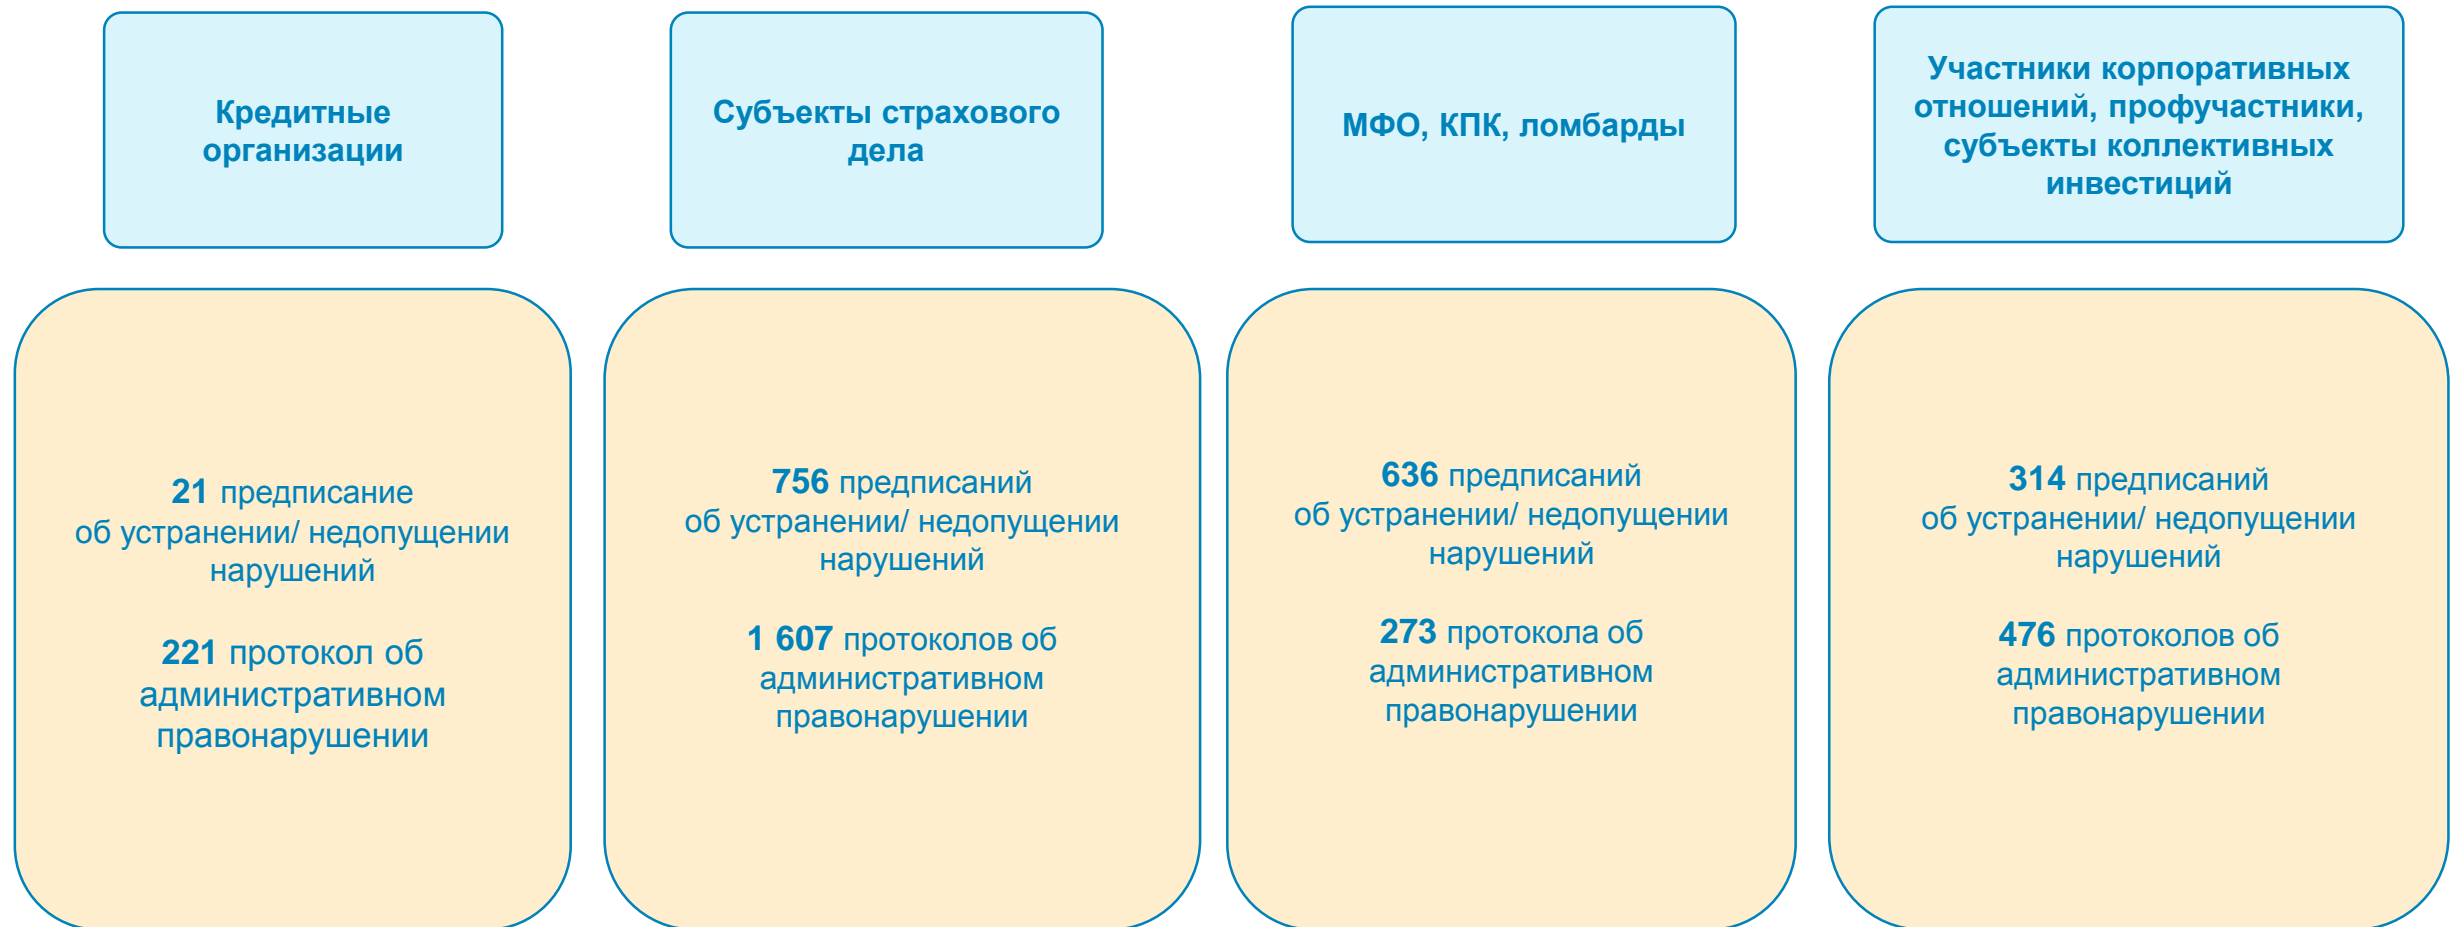 Кредитные
организации
Субъекты страхового
дела
МФО, КПК, ломбарды
Участники корпоративных
отношений, профучастники,
субъекты коллективных
инвестиций
21 предписание
об устранении/ недопущении
нарушений
221 протокол об
административном
правонарушении
756 предписаний
об устранении/ недопущении
нарушений
1 607 протоколов об
административном
правонарушении
636 предписаний
об устранении/ недопущении
нарушений
273 протокола об
административном
правонарушении
314 предписаний
об устранении/ недопущении
нарушений
476 протоколов об
административном
правонарушении